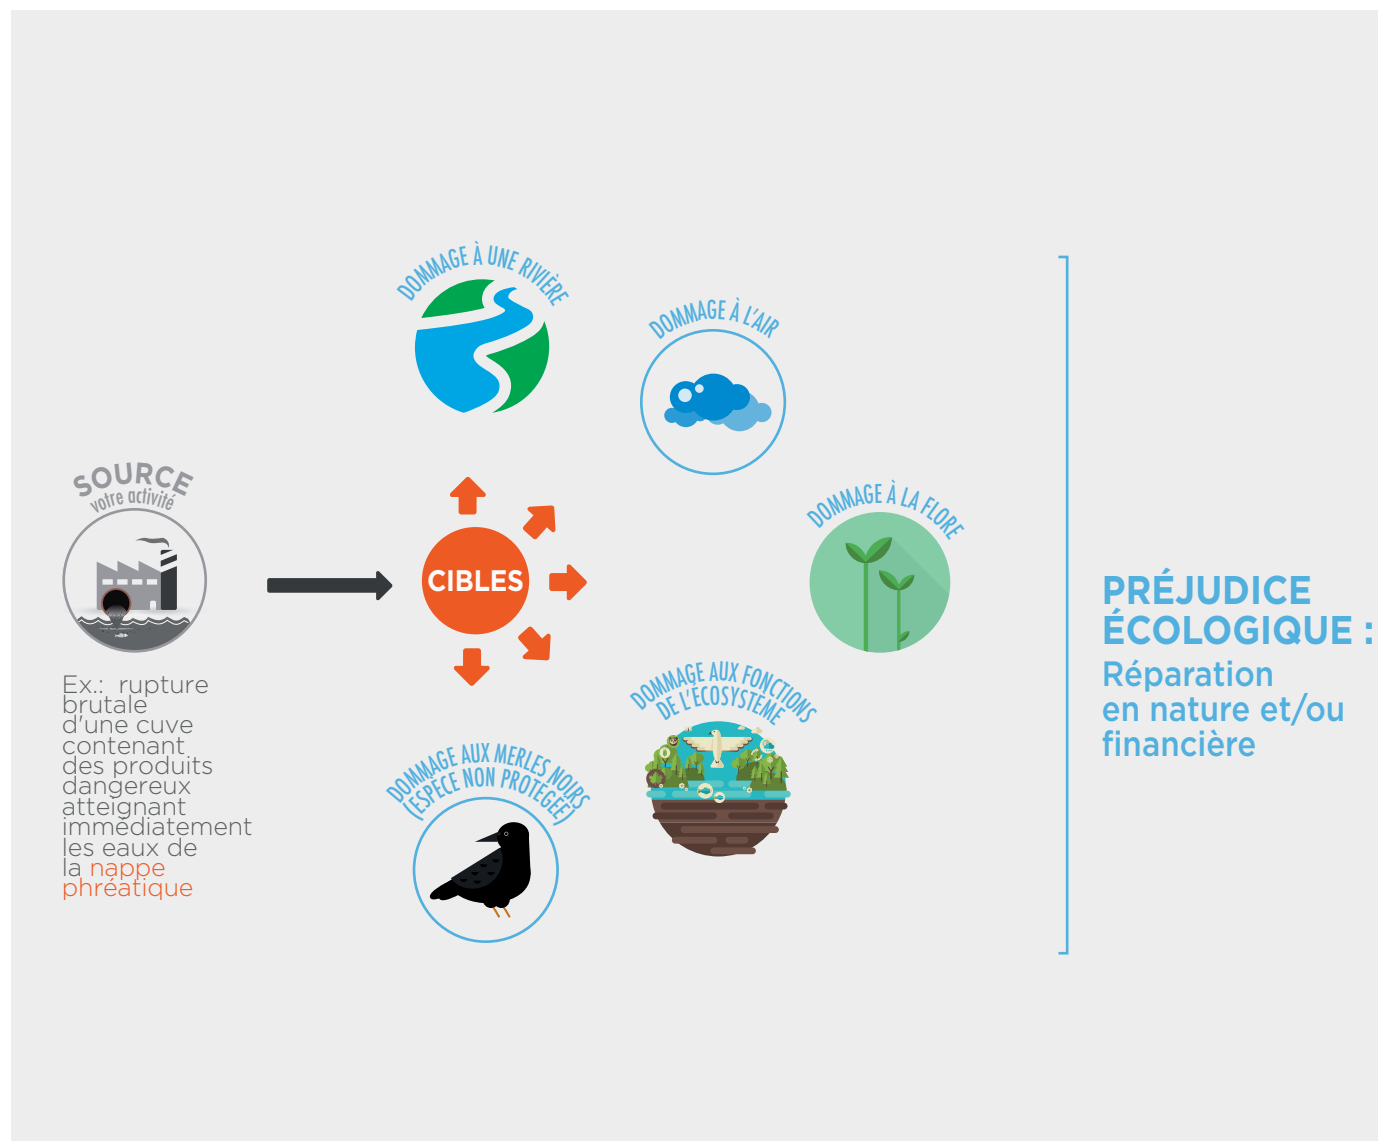 DOMMAGE À UNE RIVIÈRE
DOMMAGE À L'AIR
SOURCE
votre activité
DOMMAGE À LA FLORE
CIBLES
PRÉJUDICE
ÉCOLOGIQUE :
Réparation
en nature et/ou
financière
Ex.: rupture
brutale
d'une cuve
contenant
des produits
dangereux
atteignant
immédiatement
les eaux de
la nappe
phréatique
DOMMAGE AUX FONCTIONS
DE L'ÉCOSYSTÈME
DOMMAGE AUX MERLES NOIRS
(ESPÈCE NON PROTÉGÉE)